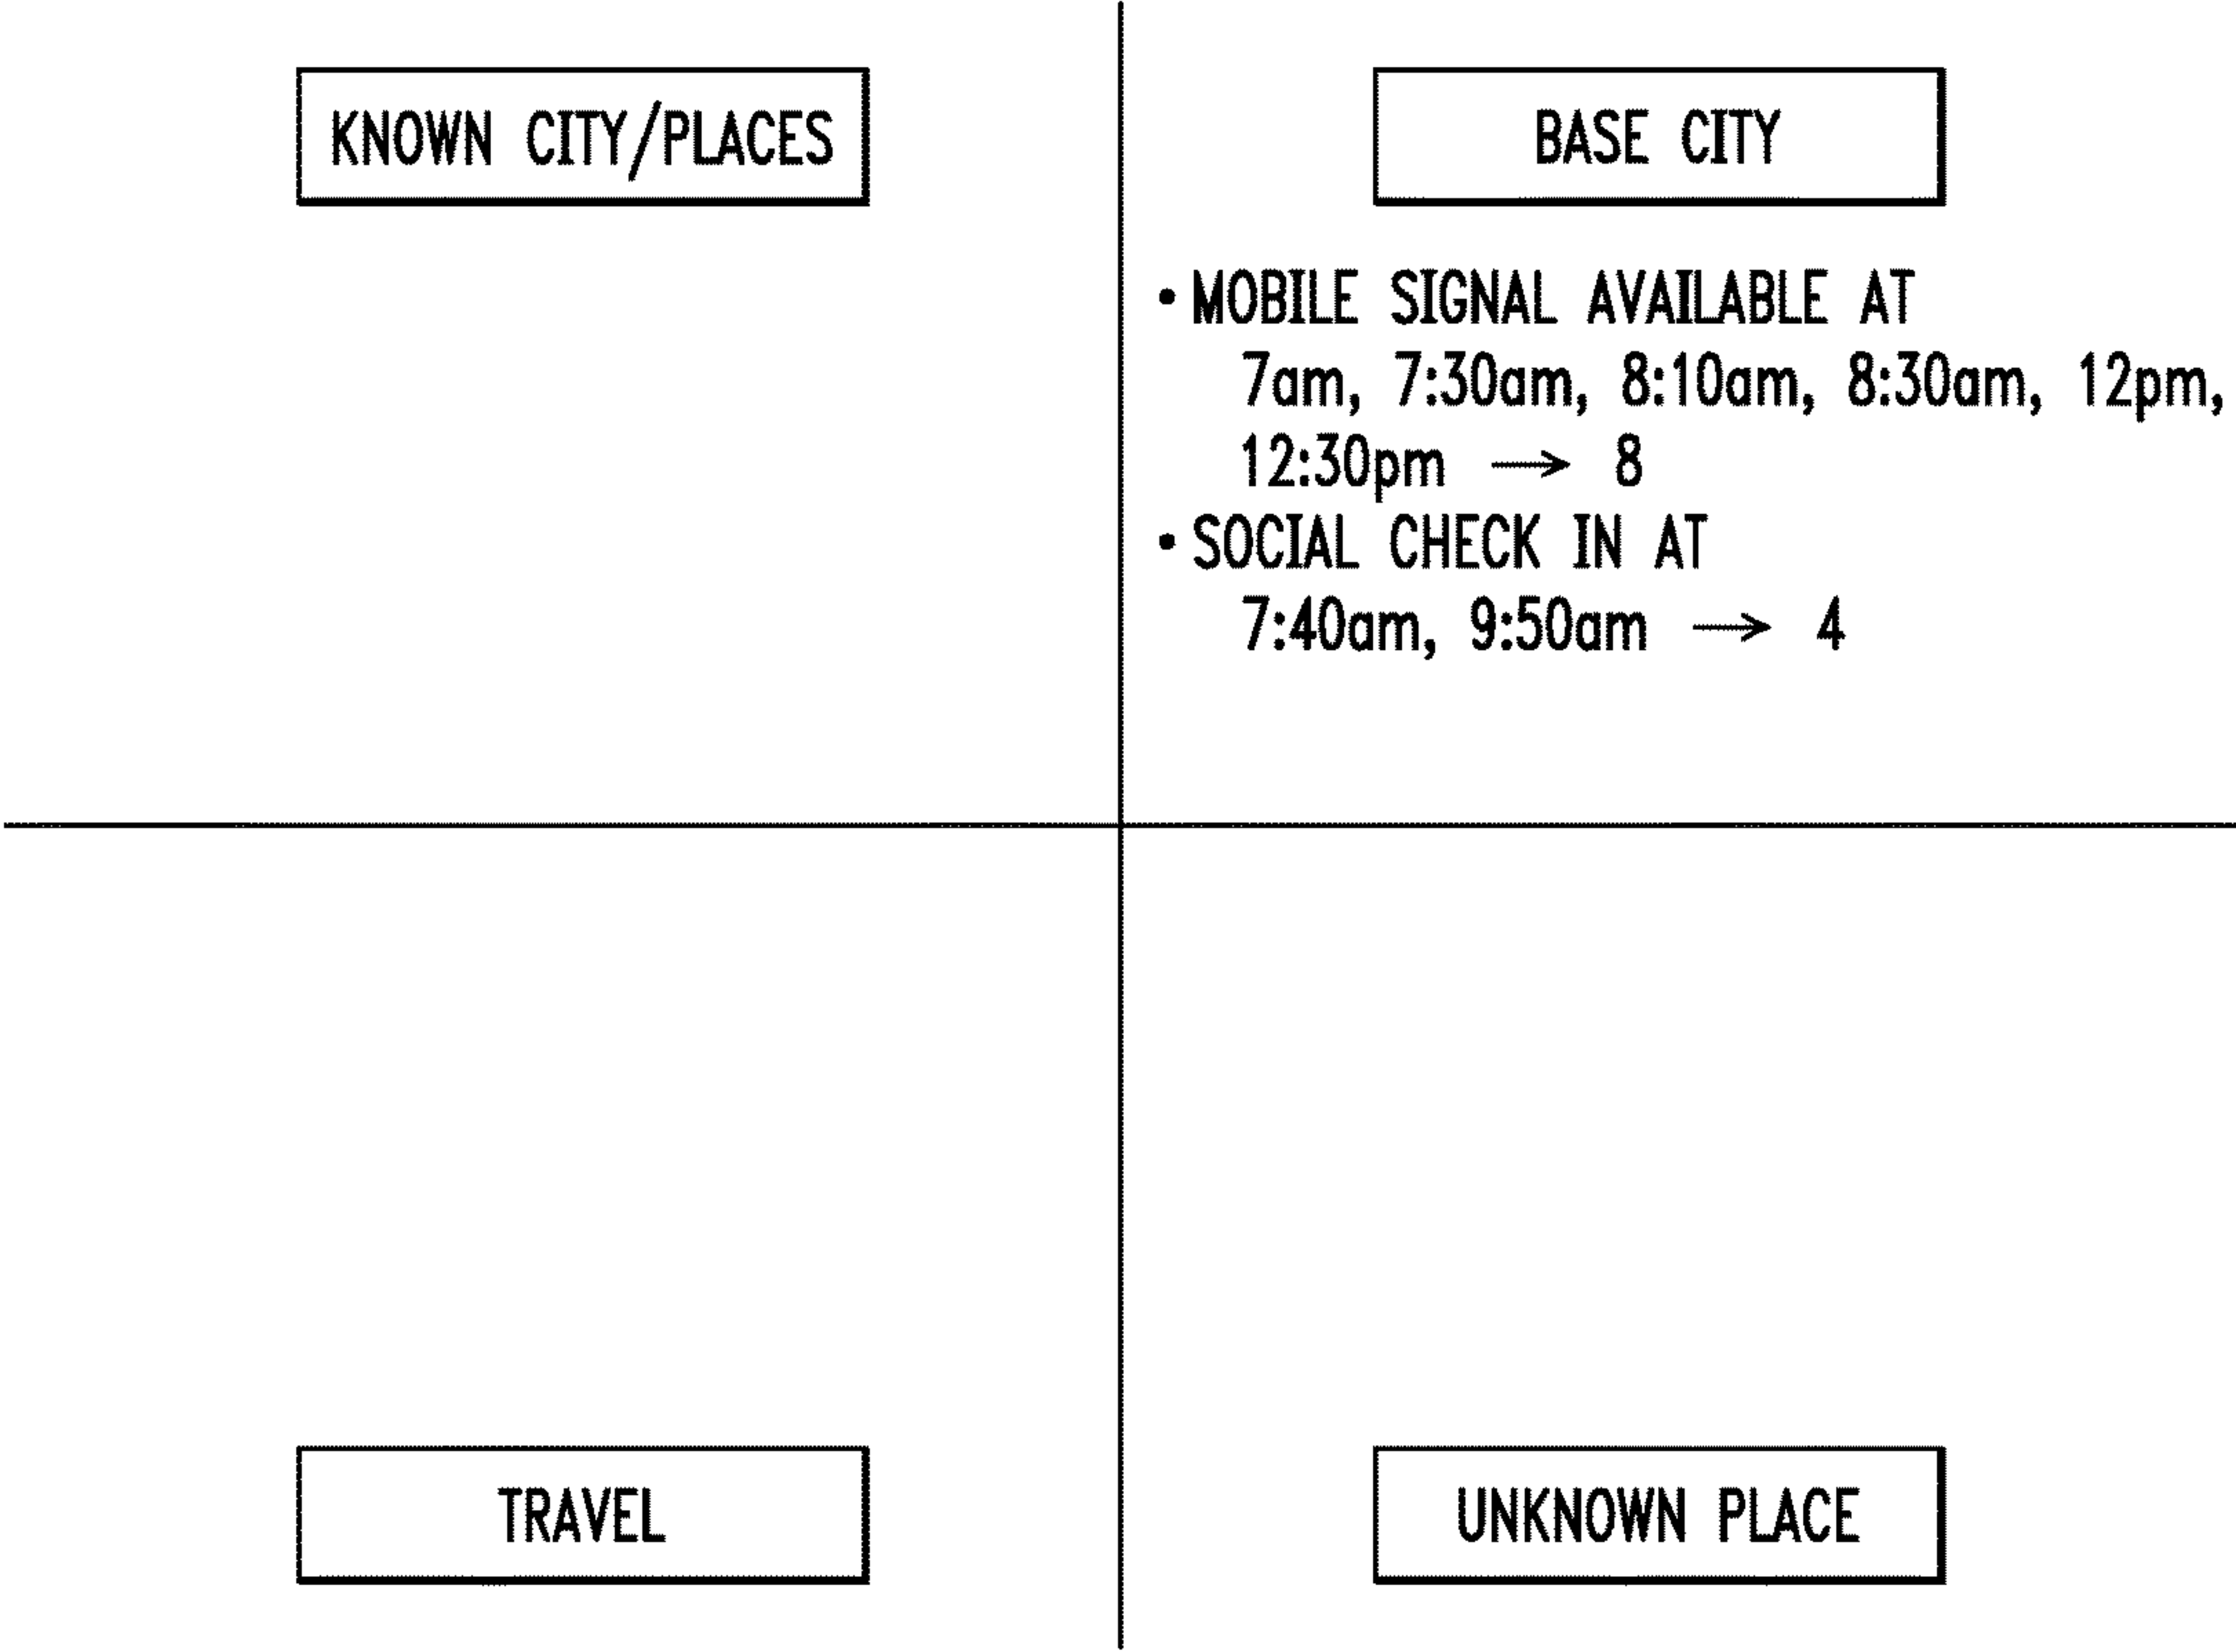 KNOWN CITY/PLACES
BASE CITY
• MOBILE SIGNAL AVAILABLE AT
7am, 7:30am, 8:10am, 8:30am, 12pm,
12:30pm → 8
• SOCIAL CHECK IN AT
7:40am, 9:50am → 4
TRAVEL
UNKNOWN PLACE